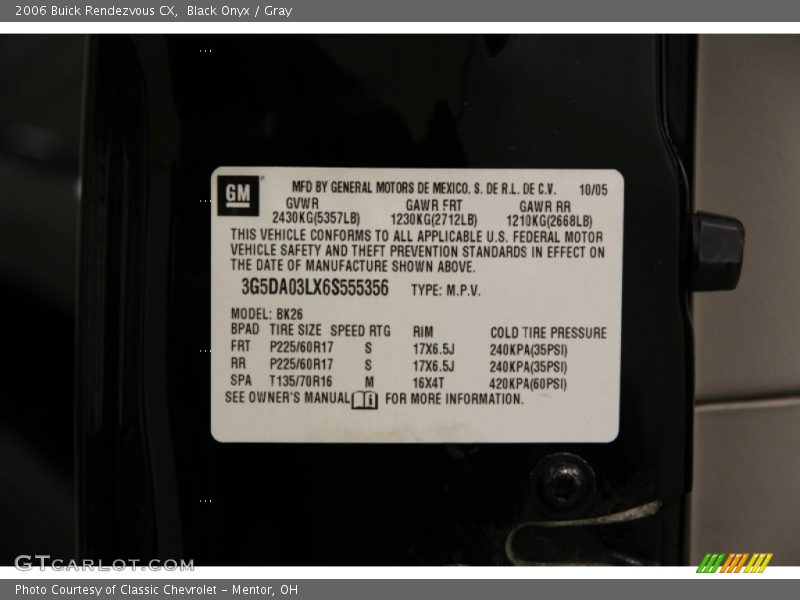 2006 Buick Rendezvous CX, Black Onyx / Gray
GM
MFD BY GENERAL MOTORS DE MEXICO, S. DE R.L. DE C.V. 10/05
GVWR GAWR FRT GAWR RR
2430KG(5357LB) 1230KG(2712LB) 1210KG(2668LB)
THIS VEHICLE CONFORMS TO ALL APPLICABLE U.S. FEDERAL MOTOR
VEHICLE SAFETY AND THEFT PREVENTION STANDARDS IN EFFECT ON
THE DATE OF MANUFACTURE SHOWN ABOVE.
3G5DA03LX6S555356 TYPE: M.P.V.
MODEL: BK26
BPAD TIRE SIZE SPEED RTG RIM COLD TIRE PRESSURE
FRT P225/60R17 S 17X6.5J 240KPA(35PSI)
RR P225/60R17 S 17X6.5J 240KPA(35PSI)
SPA T135/70R16 M 16X4T 420KPA(60PSI)
SEE OWNER'S MANUAL i FOR MORE INFORMATION.
GTCARLOT.COM
Photo Courtesy of Classic Chevrolet - Mentor, OH